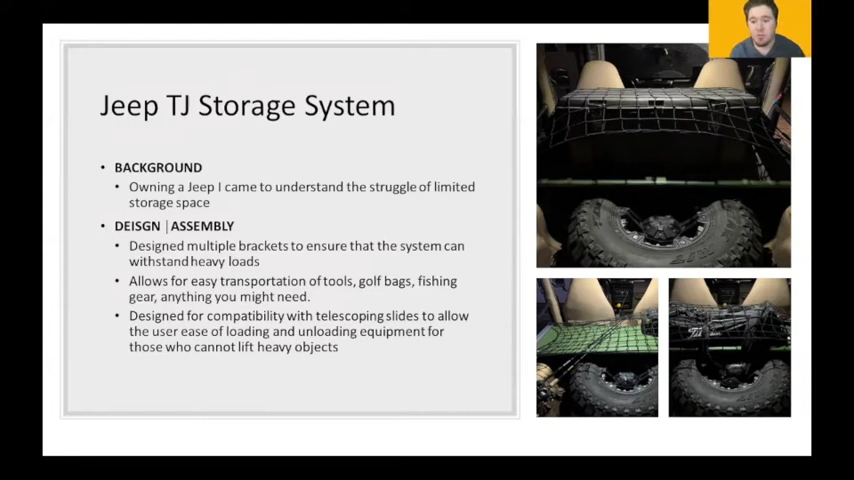 Jeep TJ Storage System
• BACKGROUND
• Owning a Jeep I came to understand the struggle of limited
storage space
• DEISGN |ASSEMBLY
• Designed multiple brackets to ensure that the system can
withstand heavy loads
• Allows for easy transportation of tools, golf bags, fishing
gear, anything you might need.
• Designed for compatibility with telescoping slides to allow
the user ease of loading and unloading equipment for
those who cannot lift heavy objects